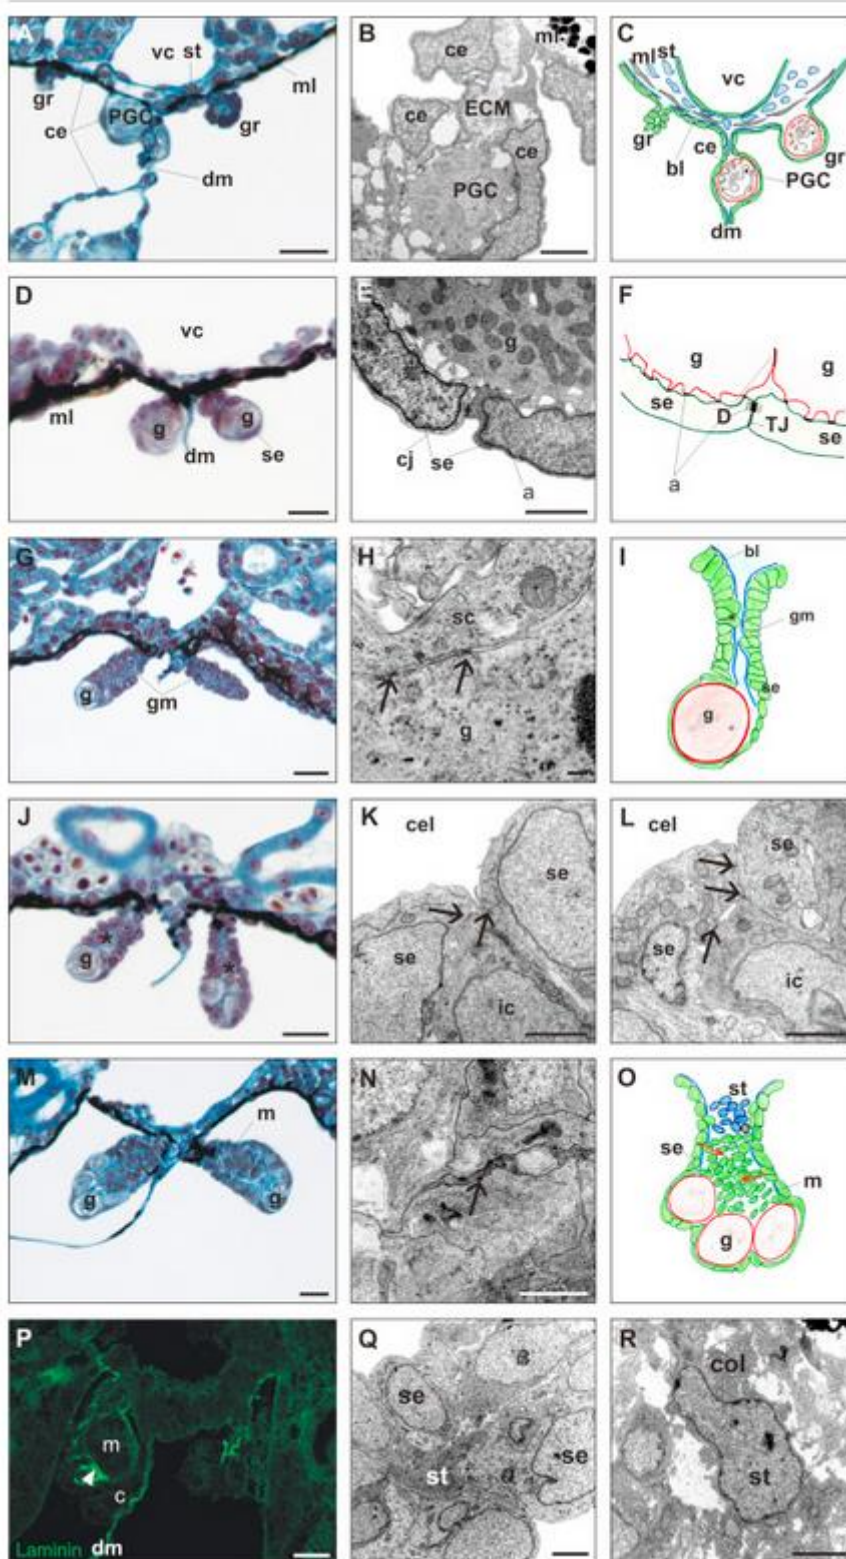 A
vc st
ml
gr
PGC
gr
ce
dm
B
ce
ml
ECM
ce
ce
PGC
C
ml st
vc
gr
ce
gr
bl
PGC
dm
D
vc
ml
g
g
dm
se
E
g
cj
se
a
F
g
g
se
D
TJ
se
a
G
g
gm
H
sc
g
I
bl
gm
se
g
J
g
*
*
K
cel
se
se
ic
L
cel
se
se
ic
M
m
g
g
N
O
st
se
m
g
P
m
c
Laminin
dm
Q
se
se
st
R
col
st